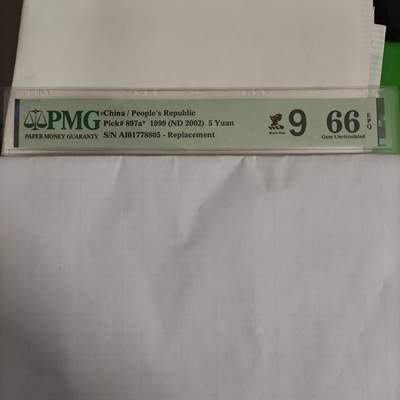 PMG
PAPER MONEY GUARANTY
China / People's Republic
Pick# 897a* 1999 (ND 2002) 5 Yuan
S/N AI01778805 - Replacement
9
66 EPQ
Gem Uncirculated